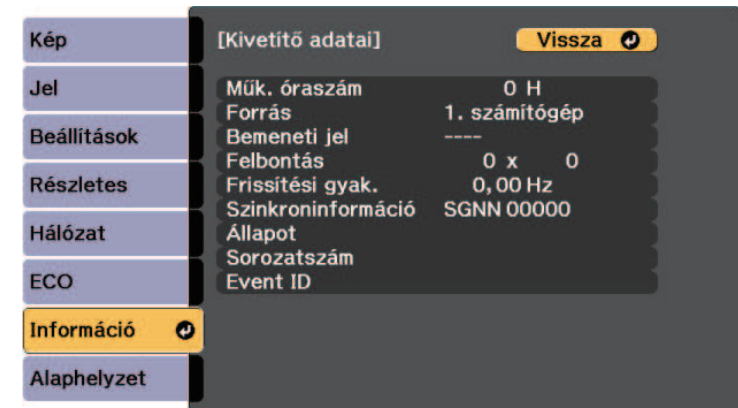 Kép
Jel
Beállítások
Részletes
Hálózat
ECO
Információ
Alaphelyzet
[Kivetítő adatai]
Vissza
Műk. óraszám 0 H
Forrás 1. számítógép
Bemeneti jel ----
Felbontás 0 x 0
Frissítési gyak. 0,00 Hz
Szinkroninformáció SGNN 00000
Állapot
Sorozatszám
Event ID